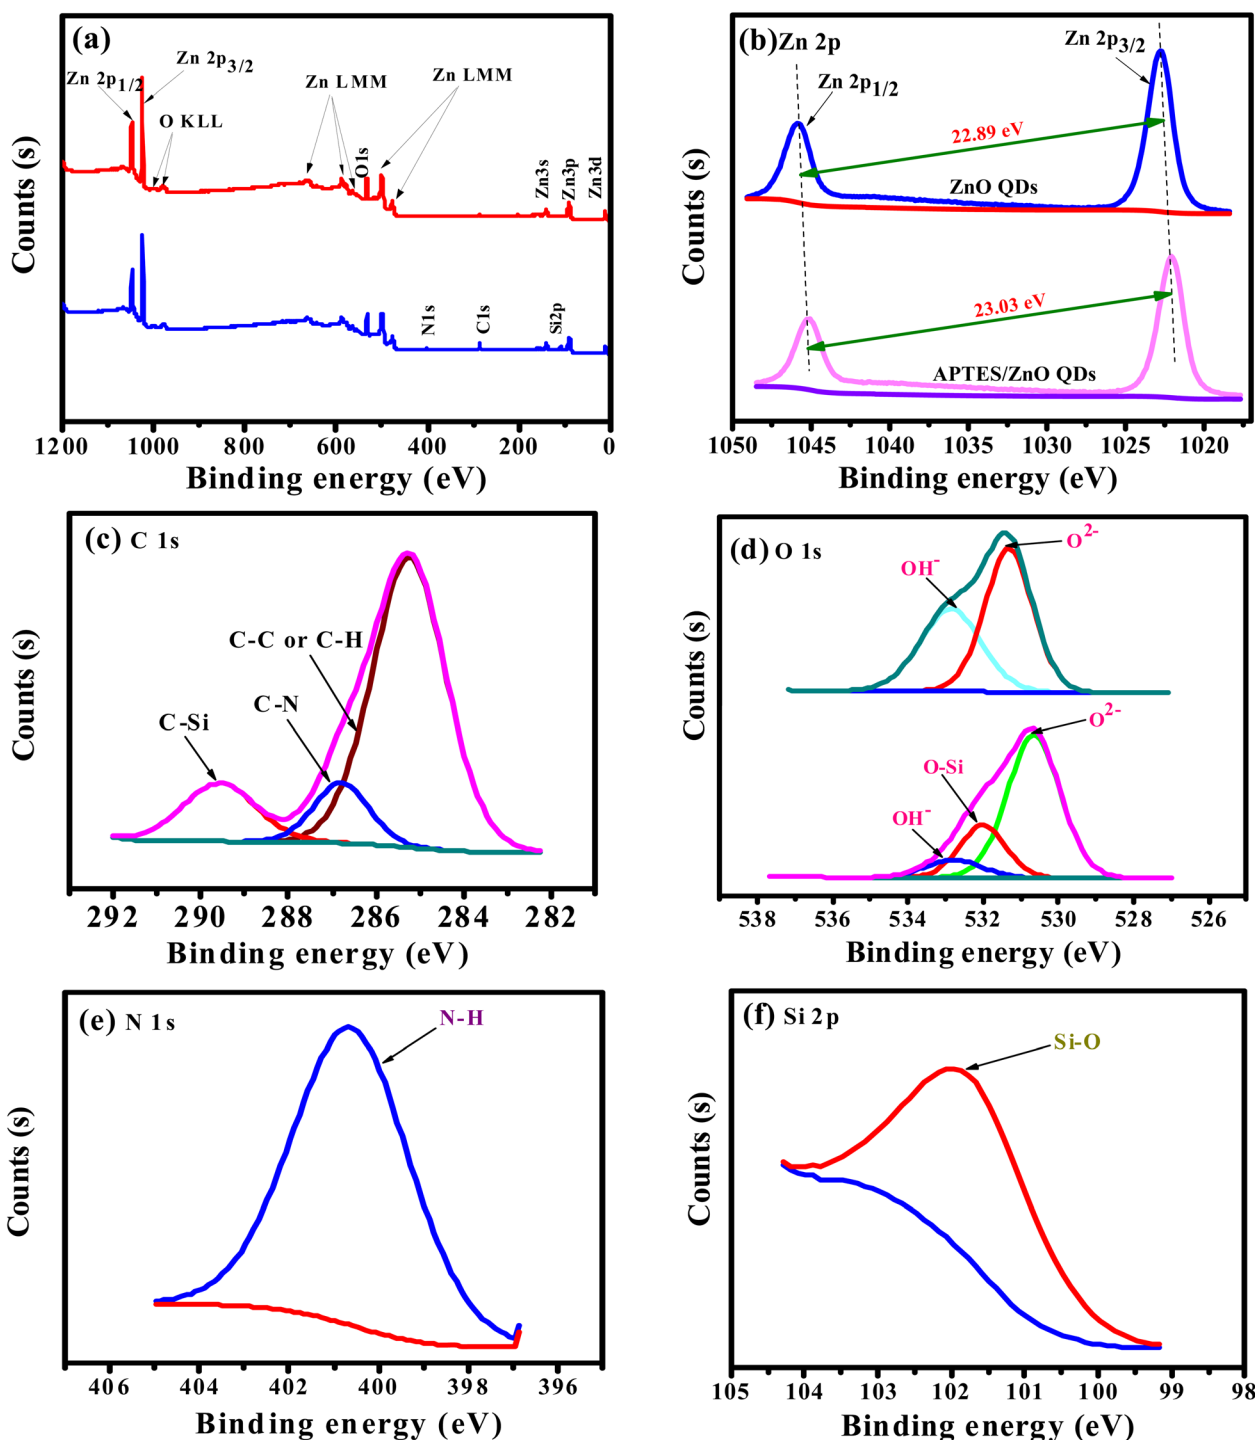 (a)
Zn 2p1/2
Zn 2p3/2
O KLL
Zn LMM
Zn LMM
O1s
Zn3s
Zn3p
Zn3d
N1s
C1s
Si2p
Counts (s)
1200 1000 800 600 400 200 0
Binding energy (eV)
(b) Zn 2p
Zn 2p3/2
Zn 2p1/2
22.89 eV
ZnO QDs
23.03 eV
APTES/ZnO QDs
Counts (s)
1050 1045 1040 1035 1030 1025 1020
Binding energy (eV)
(c) C 1s
C-C or C-H
C-N
C-Si
Counts (s)
292 290 288 286 284 282
Binding energy (eV)
(d) O 1s
O2-
OH-
O2-
O-Si
OH-
Counts (s)
538 536 534 532 530 528 526
Binding energy (eV)
(e) N 1s
N-H
Counts (s)
406 404 402 400 398 396
Binding energy (eV)
(f) Si 2p
Si-O
Counts (s)
105 104 103 102 101 100 99 98
Binding energy (eV)